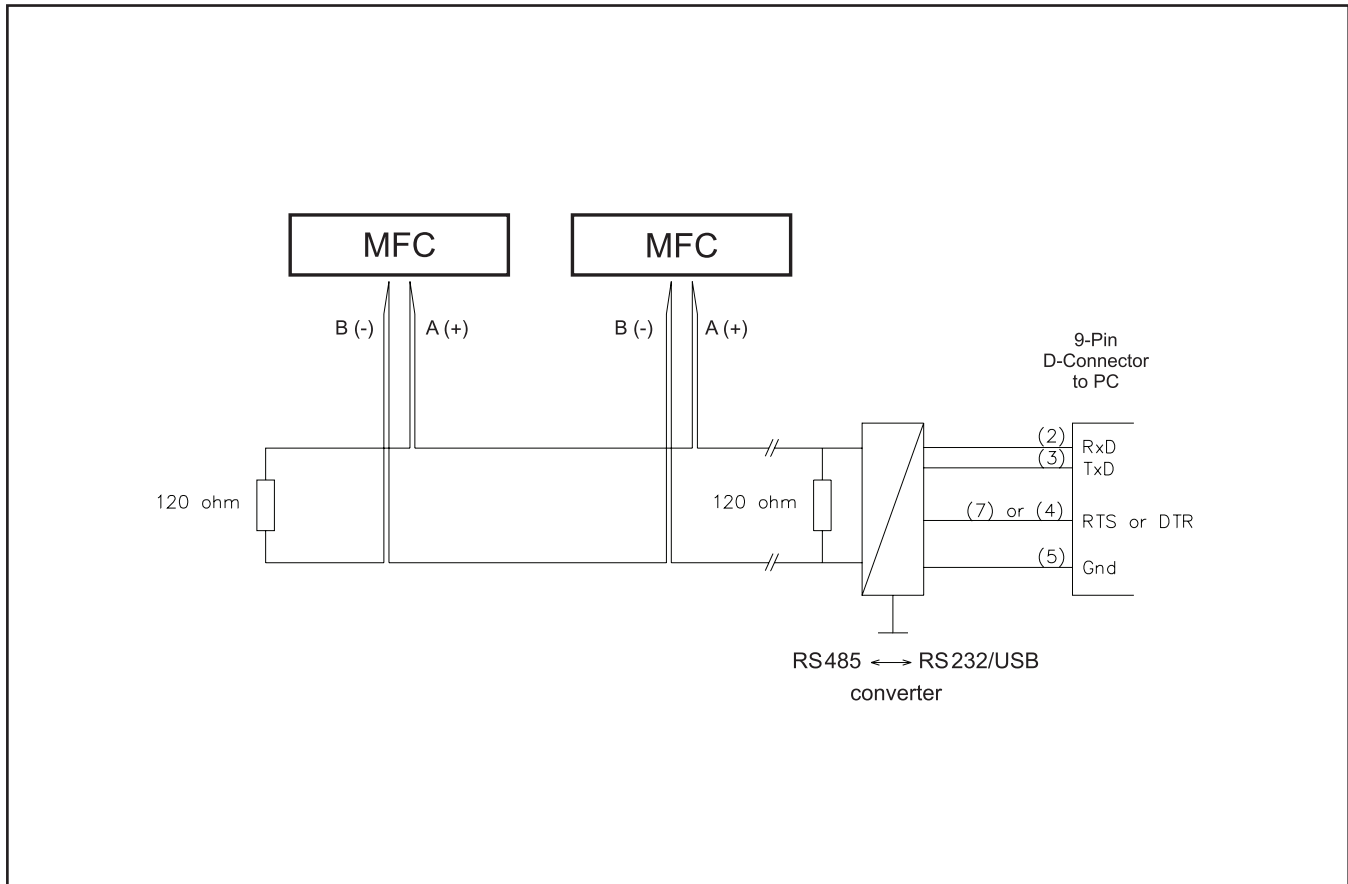 MFC
MFC
B (-)
A (+)
B (-)
A (+)
9-Pin
D-Connector
to PC
(2)
RxD
(3)
TxD
120 ohm
120 ohm
(7) or (4)
RTS or DTR
(5)
Gnd
RS485 ⟷ RS232/USB
converter